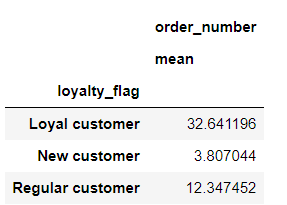 order_number
mean
loyalty_flag
Loyal customer 32.641196
New customer 3.807044
Regular customer 12.347452